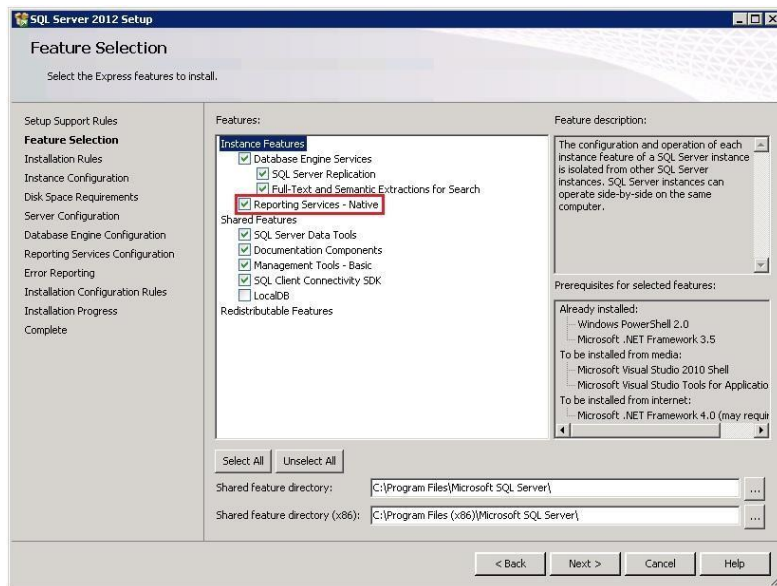 SQL Server 2012 Setup
Feature Selection
Select the Express features to install.
Setup Support Rules
Feature Selection
Installation Rules
Instance Configuration
Disk Space Requirements
Server Configuration
Database Engine Configuration
Reporting Services Configuration
Error Reporting
Installation Configuration Rules
Installation Progress
Complete
Features:
Instance Features
Database Engine Services
SQL Server Replication
Full-Text and Semantic Extractions for Search
Reporting Services - Native
Shared Features
SQL Server Data Tools
Documentation Components
Management Tools - Basic
SQL Client Connectivity SDK
LocalDB
Redistributable Features
Feature description:
The configuration and operation of each
instance feature of a SQL Server instance
is isolated from other SQL Server
instances. SQL Server instances can
operate side-by-side on the same
computer.
Prerequisites for selected features:
Already installed:
Windows PowerShell 2.0
Microsoft .NET Framework 3.5
To be installed from media:
Microsoft Visual Studio 2010 Shell
Microsoft Visual Studio Tools for Applicatio
To be installed from internet:
Microsoft .NET Framework 4.0 (may requir
Select All
Unselect All
Shared feature directory:
C:\Program Files\Microsoft SQL Server\
...
Shared feature directory (x86):
C:\Program Files (x86)\Microsoft SQL Server\
...
< Back
Next >
Cancel
Help